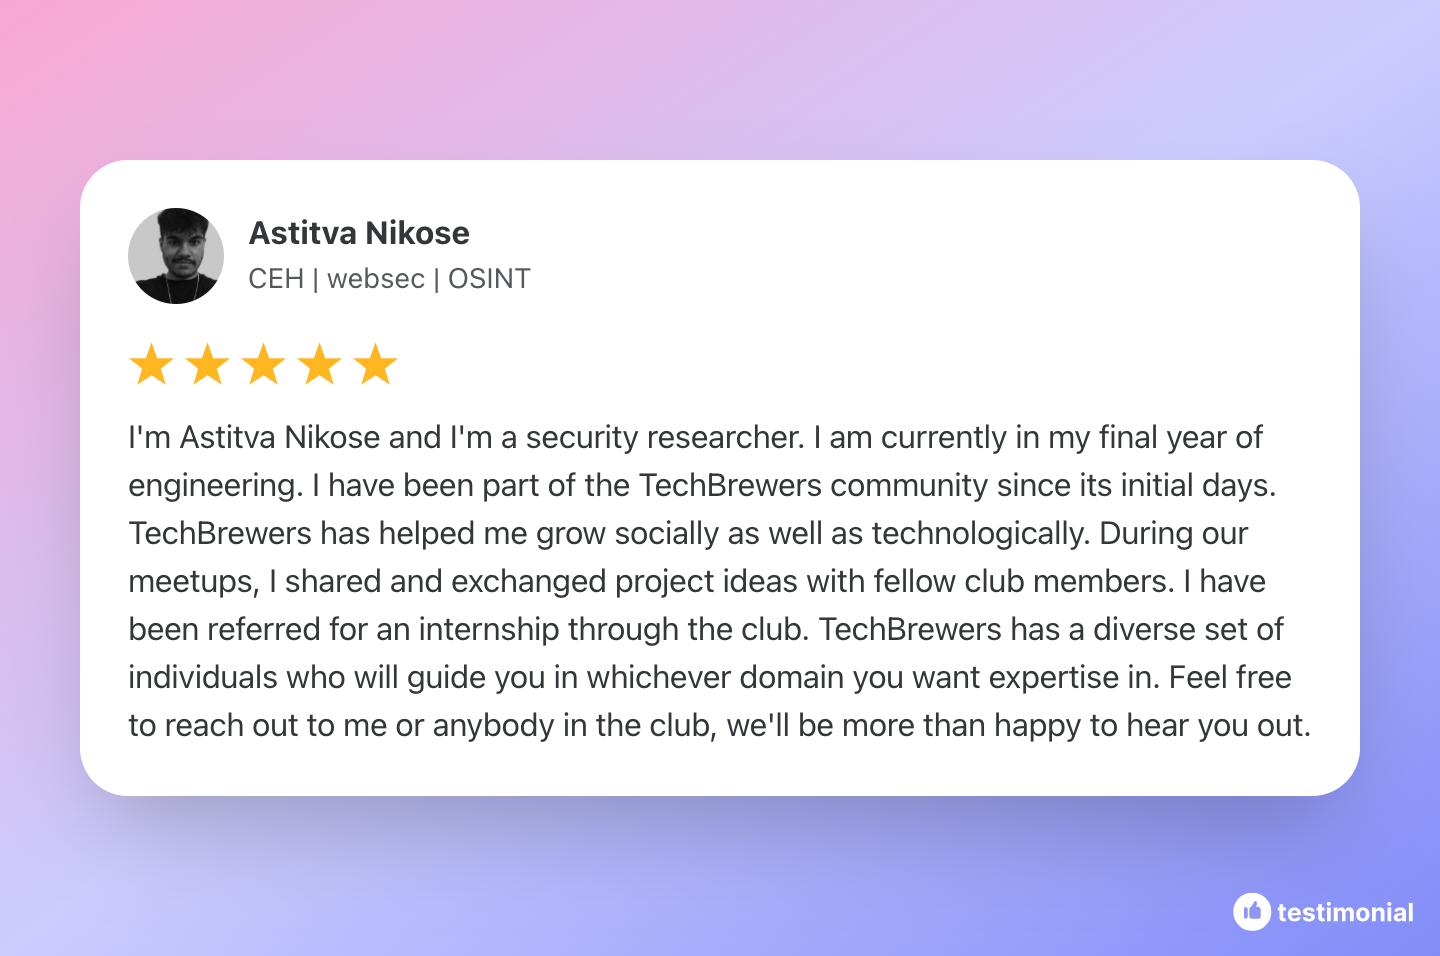 Astitva Nikose
CEH | websec | OSINT
I'm Astitva Nikose and I'm a security researcher. I am currently in my final year of
engineering. I have been part of the TechBrewers community since its initial days.
TechBrewers has helped me grow socially as well as technologically. During our
meetups, I shared and exchanged project ideas with fellow club members. I have
been referred for an internship through the club. TechBrewers has a diverse set of
individuals who will guide you in whichever domain you want expertise in. Feel free
to reach out to me or anybody in the club, we'll be more than happy to hear you out.
testimonial